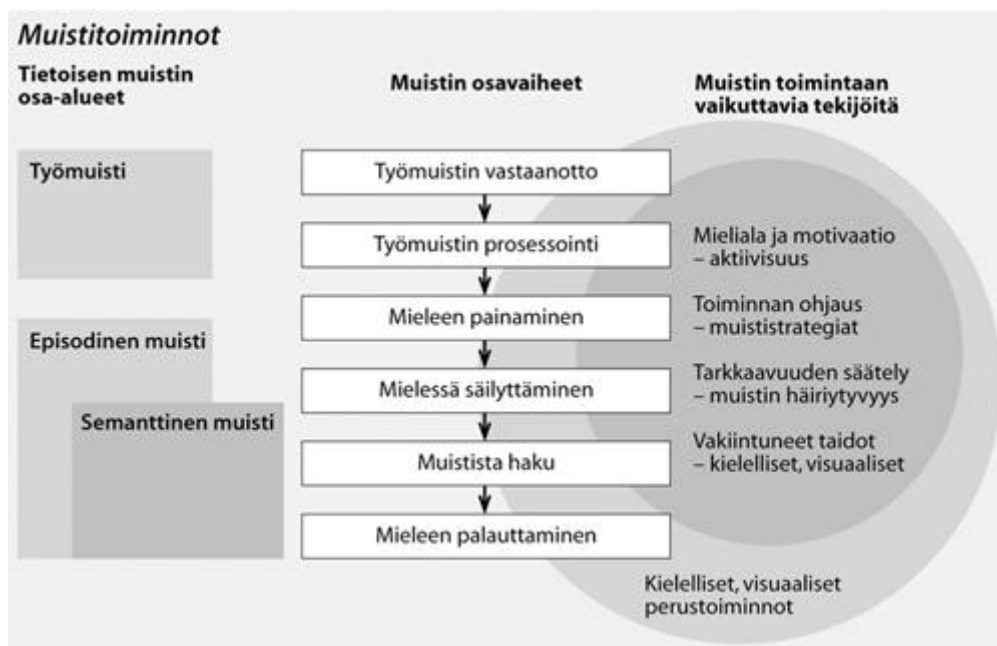 Muistitoiminnot
Tietoisen muistin
osa-alueet
Työmuisti
Episodinen muisti
Semanttinen muisti
Muistin osavaiheet
Työmuistin vastaanotto
Työmuistin prosessointi
Mieleen painaminen
Mielessä säilyttäminen
Muistista haku
Mieleen palauttaminen
Muistin toimintaan
vaikuttavia tekijöitä
Mieliala ja motivaatio
– aktiivisuus
Toiminnan ohjaus
– muististrategiat
Tarkkaavuuden säätely
– muistin häiriytyvyys
Vakiintuneet taidot
– kielelliset, visuaaliset
Kielelliset, visuaaliset
perustoiminnot